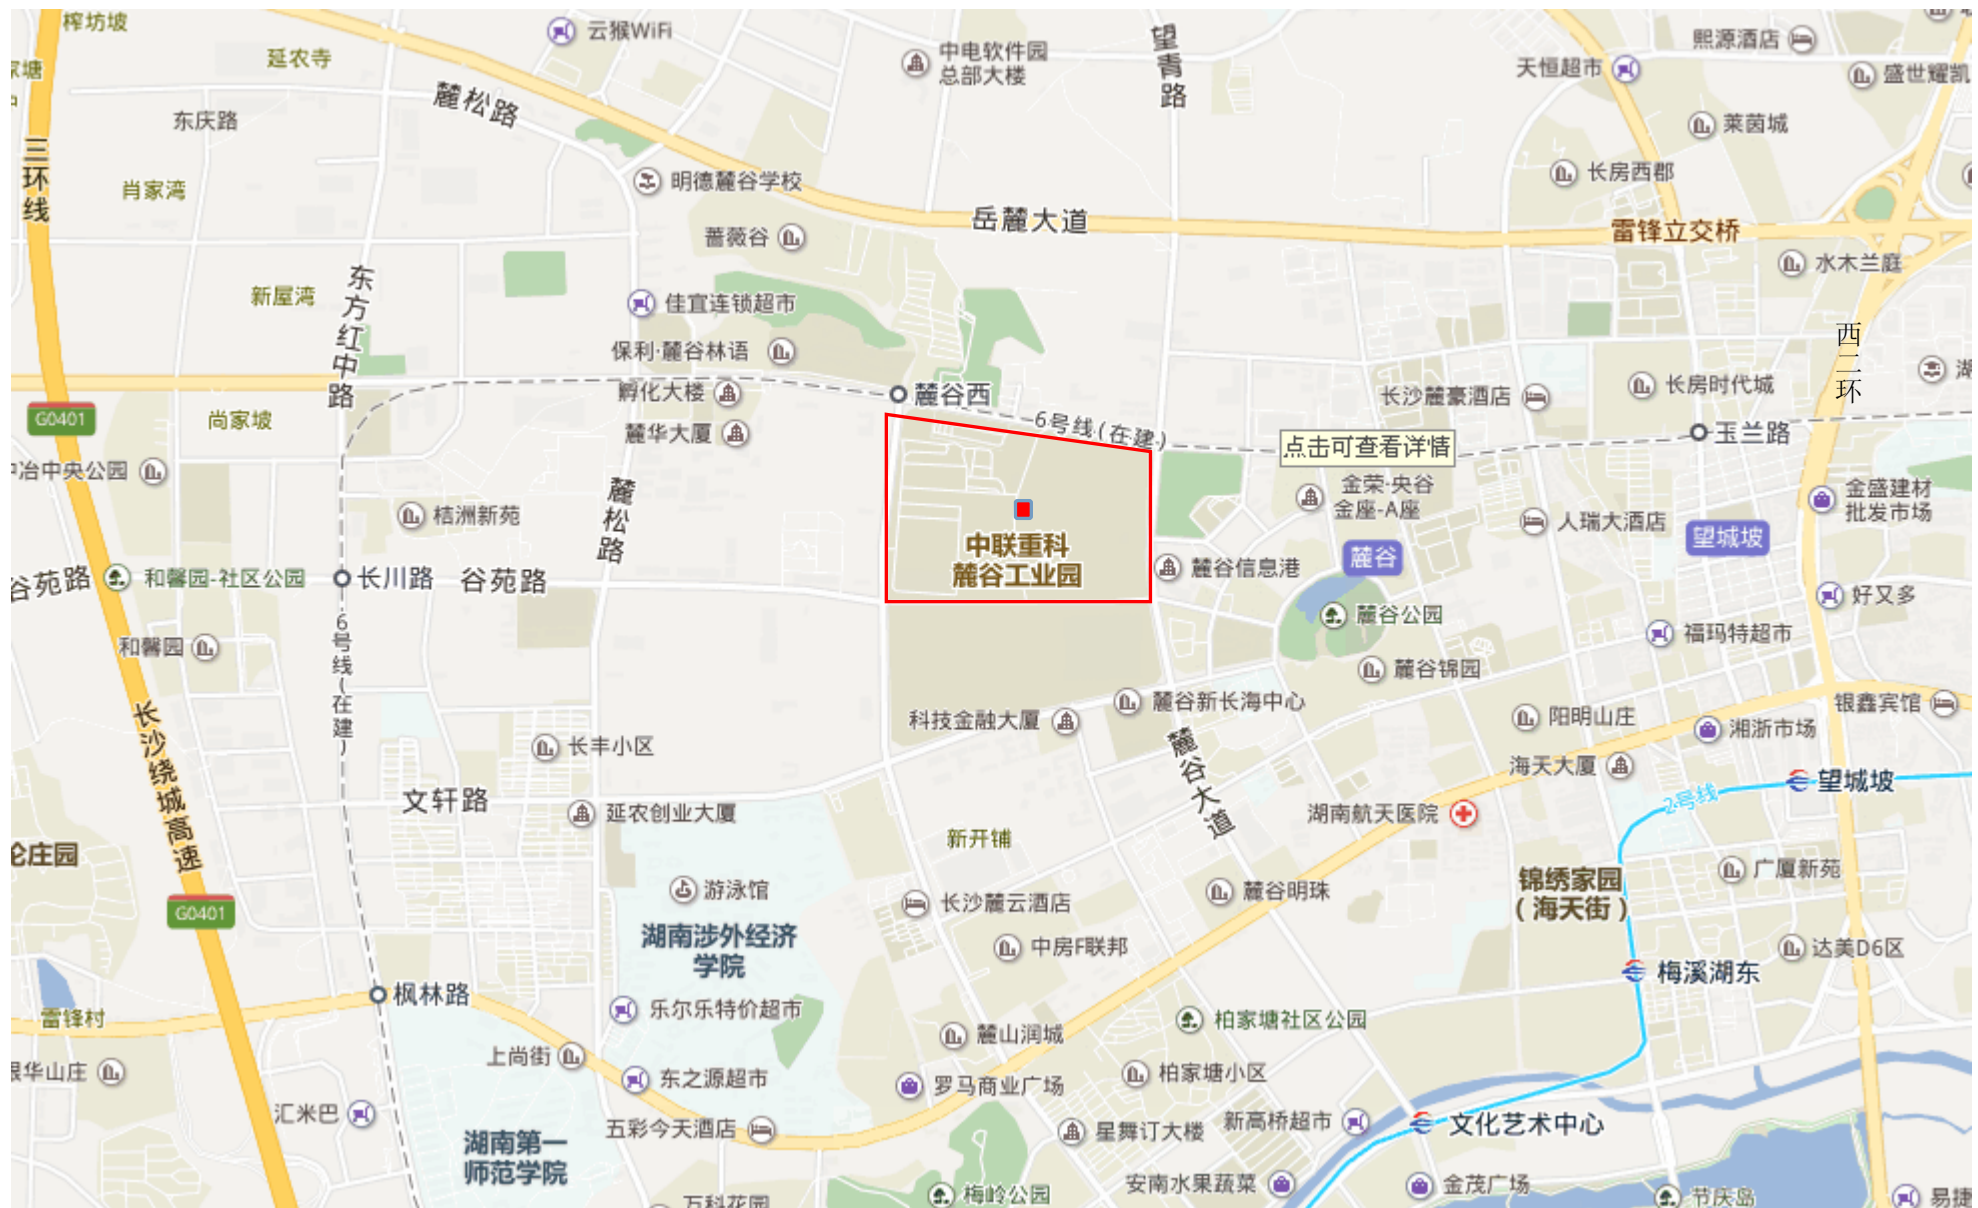 榨坊坡
云猴WiFi
延农寺
中电软件园
总部大楼
望青路
熙源酒店
天恒超市
盛世耀凯
家塘
东庆路
麓松路
莱茵城
三环线
肖家湾
明德麓谷学校
长房西郡
岳麓大道
雷锋立交桥
蔷薇谷
水木兰庭
东方红中路
新屋湾
佳宜连锁超市
西二环
保利·麓谷林语
孵化大楼
麓谷西
长沙麓豪酒店
长房时代城
湖
G0401
尚家坡
麓华大厦
6号线(在建)
点击可查看详情
玉兰路
中冶中央公园
金荣·央谷
金座-A座
金盛建材
批发市场
桔洲新苑
麓松路
人瑞大酒店
望城坡
中联重科
麓谷工业园
麓谷信息港
麓谷
谷苑路
和馨园-社区公园
长川路
谷苑路
好又多
麓谷公园
和馨园
6号线(在建)
福玛特超市
麓谷锦园
麓谷新长海中心
银鑫宾馆
科技金融大厦
阳明山庄
湘浙市场
长沙绕城高速
长丰小区
麓谷大道
海天大厦
望城坡
2号线
文轩路
延农创业大厦
湖南航天医院
新开铺
仑庄园
广厦新苑
游泳馆
锦绣家园
(海天街)
麓谷明珠
长沙麓云酒店
G0401
湖南涉外经济
学院
中房F联邦
达美D6区
梅溪湖东
枫林路
乐尔乐特价超市
雷锋村
柏家塘社区公园
麓山润城
上尚街
银华山庄
东之源超市
柏家塘小区
罗马商业广场
汇米巴
五彩今天酒店
星舞汀大楼
新高桥超市
文化艺术中心
湖南第一
师范学院
安南水果蔬菜
金茂广场
梅岭公园
节庆岛
易捷
万科花园